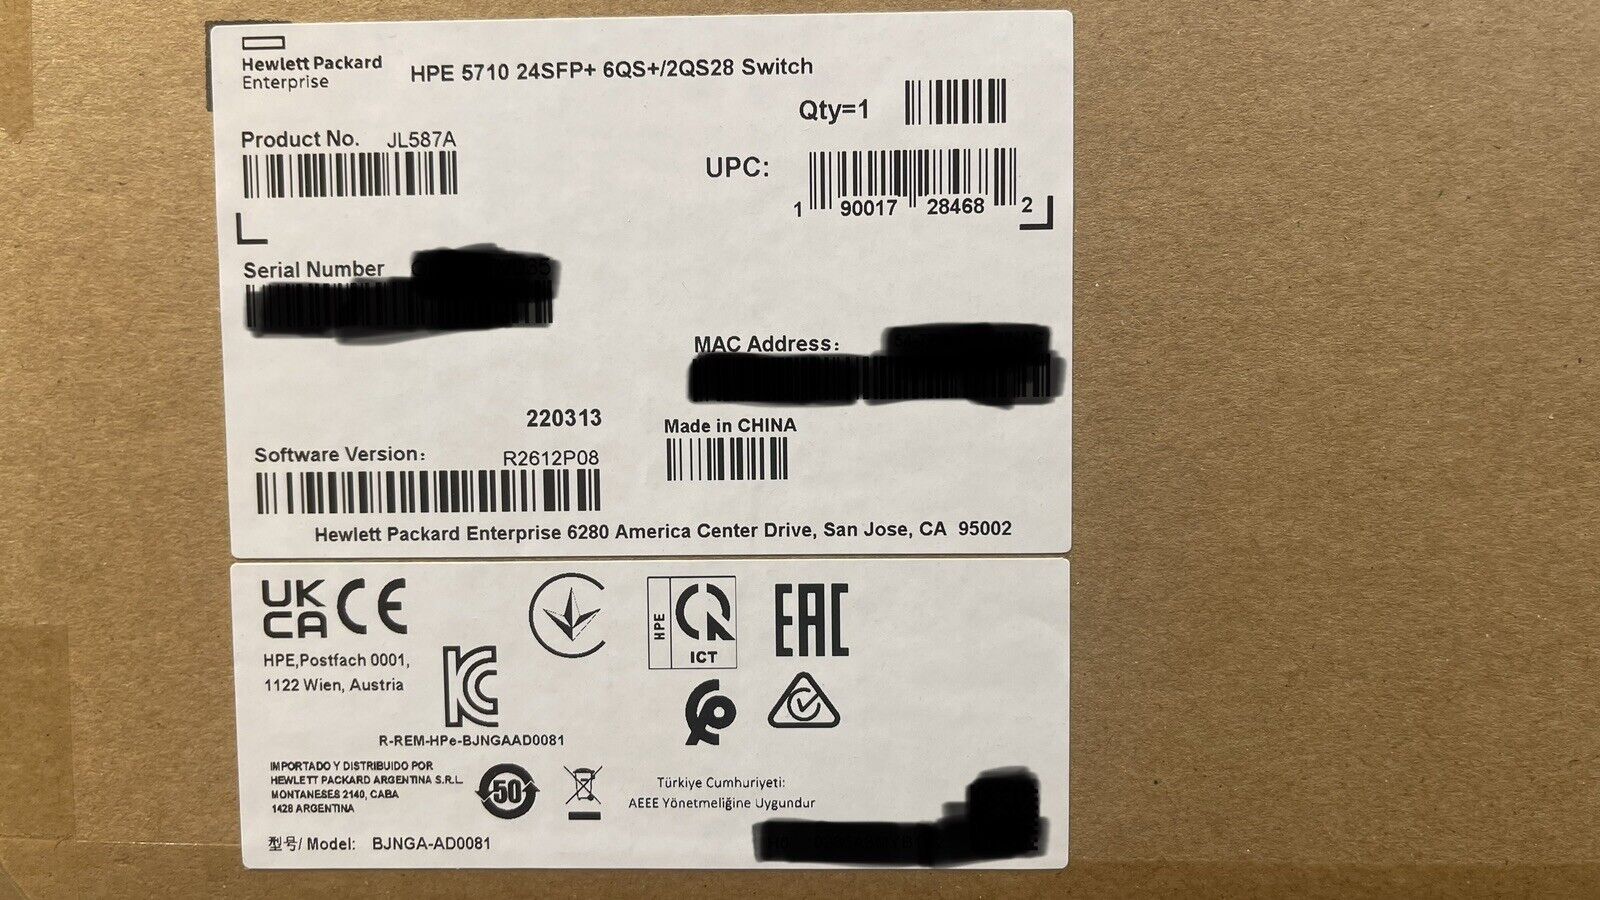 Hewlett Packard
Enterprise
HPE 5710 24SFP+ 6QS+/2QS28 Switch
Qty=1
Product No. JL587A
UPC:
1 90017 28468 2
Serial Number
MAC Address:
220313
Made in CHINA
Software Version: R2612P08
Hewlett Packard Enterprise 6280 America Center Drive, San Jose, CA 95002
UK
CA
CE
HPE
ICT
EAC
HPE,Postfach 0001,
1122 Wien, Austria
KC
R-REM-HPe-BJNGAAD0081
IMPORTADO Y DISTRIBUIDO POR
HEWLETT PACKARD ARGENTINA S.R.L.
MONTANESES 2140, CABA
1428 ARGENTINA
50
Türkiye Cumhuriyeti:
AEEE Yönetmeliğine Uygundur
型号/ Model: BJNGA-AD0081